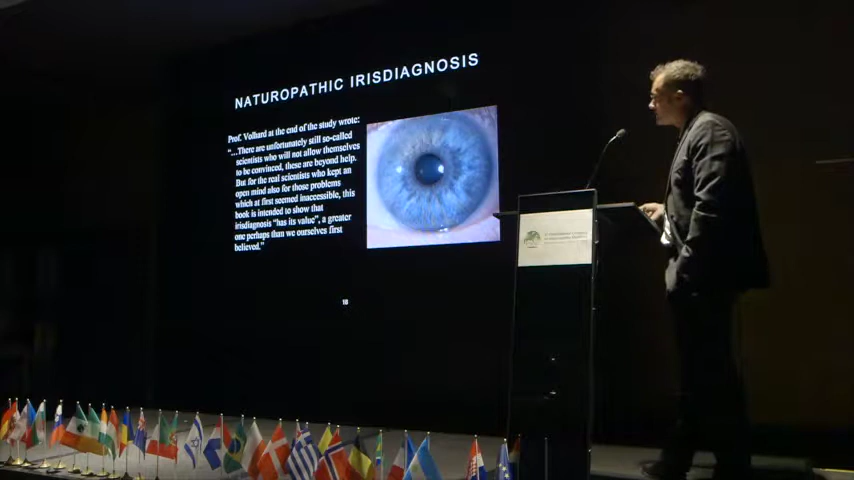 NATUROPATHIC IRISDIAGNOSIS
Prof. Volhard at the end of the study wrote:
“…There are unfortunately still so-called
scientists who will not allow themselves
to be convinced, these are beyond help.
But for the real scientists who kept an
open mind also for those problems
which at first seemed inaccessible, this
book is intended to show that
irisdiagnosis “has its value”, a greater
one perhaps than we ourselves first
believed.”
18